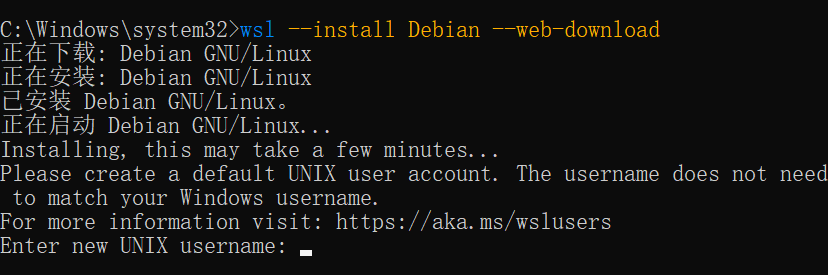 C:\Windows\system32>wsl --install Debian --web-download
正在下载: Debian GNU/Linux
正在安装: Debian GNU/Linux
已安装 Debian GNU/Linux。
正在启动 Debian GNU/Linux...
Installing, this may take a few minutes...
Please create a default UNIX user account. The username does not need
 to match your Windows username.
For more information visit: https://aka.ms/wslusers
Enter new UNIX username: